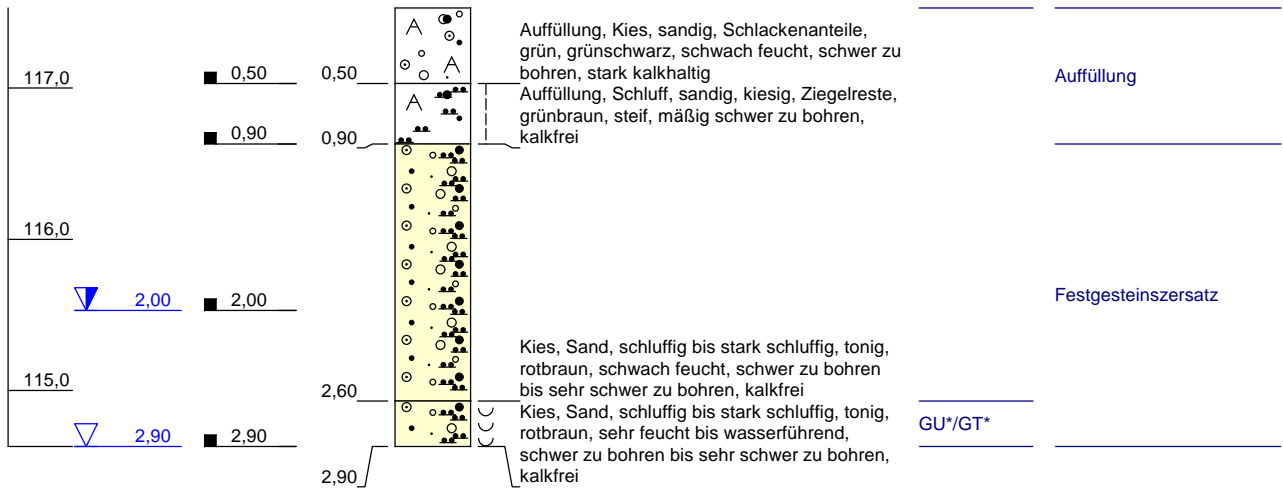 Auffüllung, Kies, sandig, Schlackenanteile,
grün, grünschwarz, schwach feucht, schwer zu
bohren, stark kalkhaltig
117,0
0,50
0,50
Auffüllung
Auffüllung, Schluff, sandig, kiesig, Ziegelreste,
grünbraun, steif, mäßig schwer zu bohren,
kalkfrei
0,90
0,90
116,0
2,00
2,00
Festgesteinszersatz
Kies, Sand, schluffig bis stark schluffig, tonig,
rotbraun, schwach feucht, schwer zu bohren
bis sehr schwer zu bohren, kalkfrei
115,0
2,60
Kies, Sand, schluffig bis stark schluffig, tonig,
rotbraun, sehr feucht bis wasserführend,
schwer zu bohren bis sehr schwer zu bohren,
kalkfrei
GU*/GT*
2,90
2,90
2,90